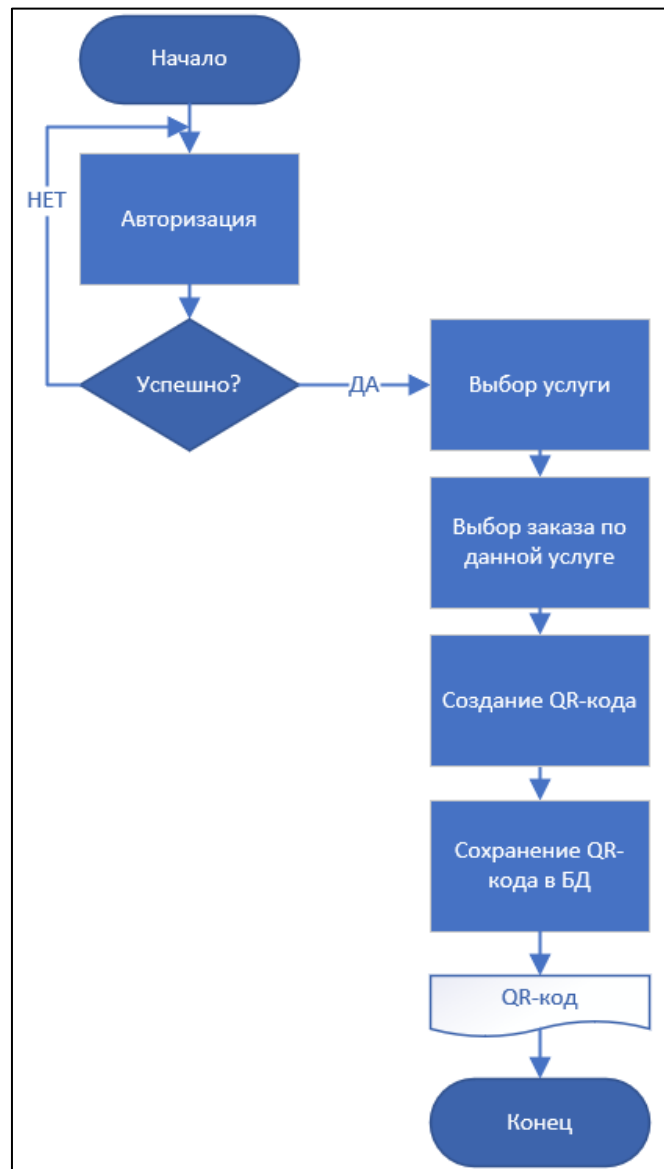 Начало
НЕТ
Авторизация
Успешно?
ДА
Выбор услуги
Выбор заказа по
данной услуге
Создание QR-кода
Сохранение QR-
кода в БД
QR-код
Конец